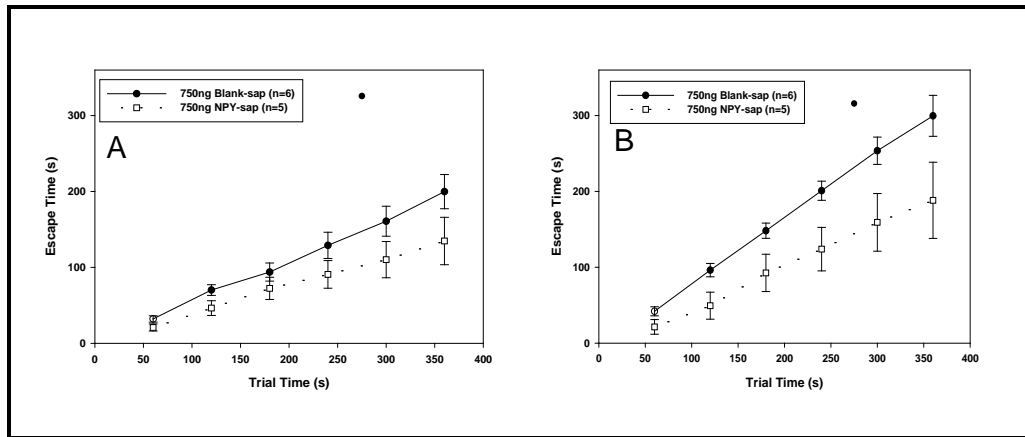 750ng Blank-sap (n=6)
750ng NPY-sap (n=5)
A
300
200
100
0
Escape Time (s)
0 50 100 150 200 250 300 350 400
Trial Time (s)
750ng Blank-sap (n=6)
750ng NPY-sap (n=5)
B
300
200
100
0
Escape Time (s)
0 50 100 150 200 250 300 350 400
Trial Time (s)